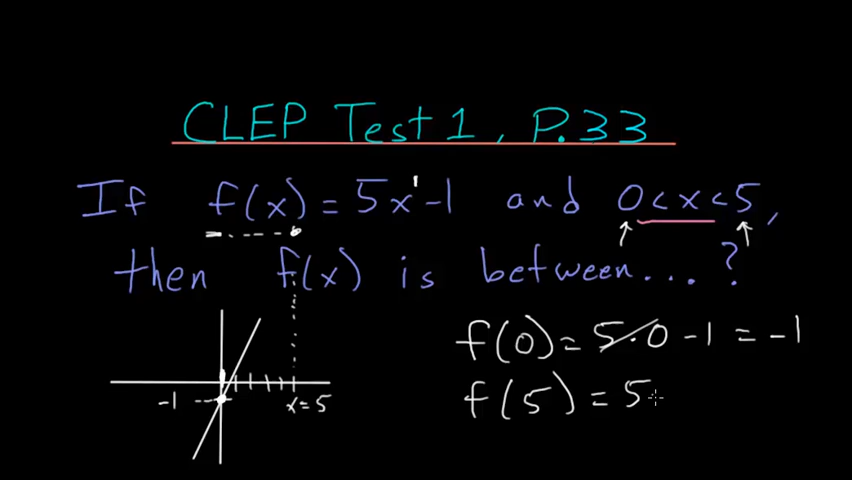 CLEP Test 1, P.33
If f(x) = 5x¹-1 and 0<x<5,
then f(x) is between...?
f(0) = 5·0 -1 = -1
f(5) = 5·
-1
x=5